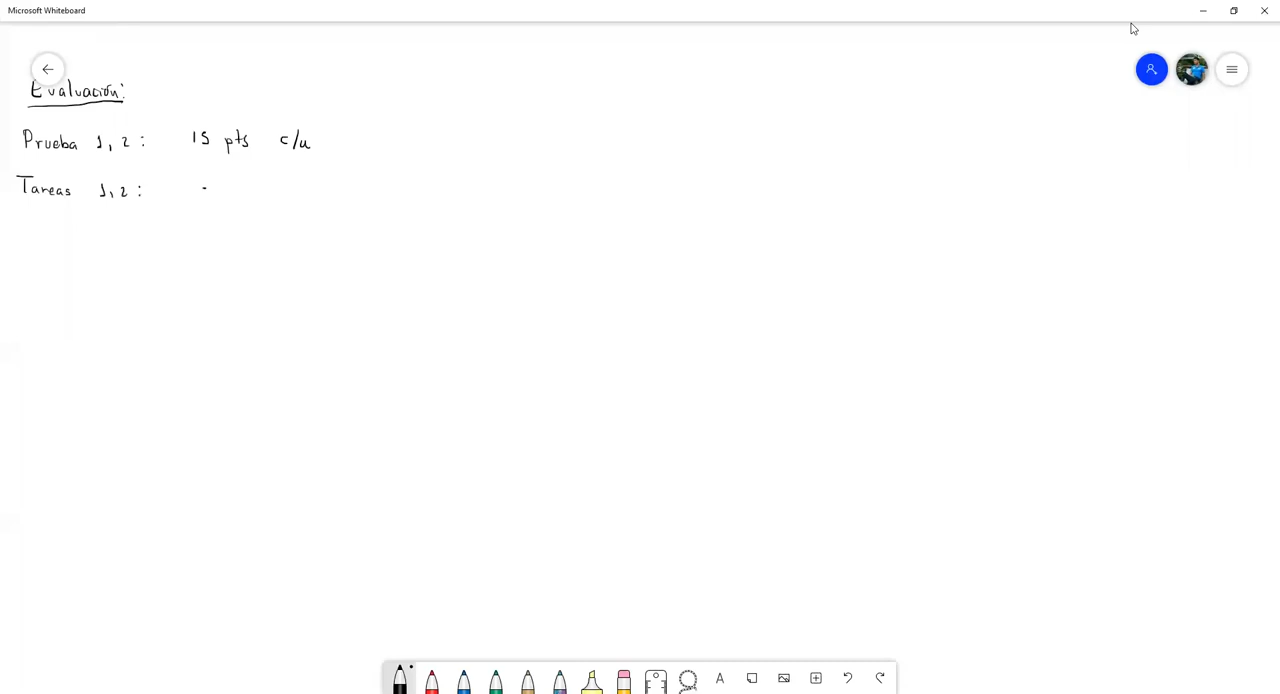 Microsoft Whiteboard
Evaluación:
Prueba 1, 2: 15 pts c/u
Tareas 1, 2:
A